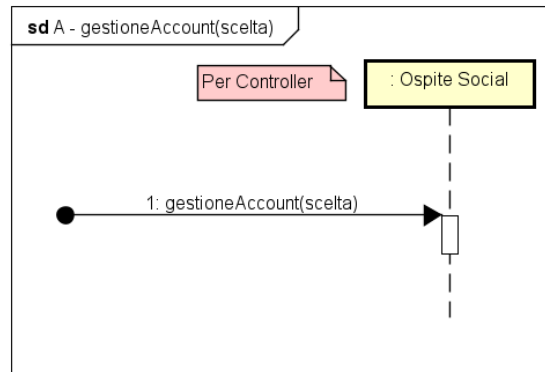 sd A - gestioneAccount(scelta)
Per Controller
: Ospite Social
1: gestioneAccount(scelta)